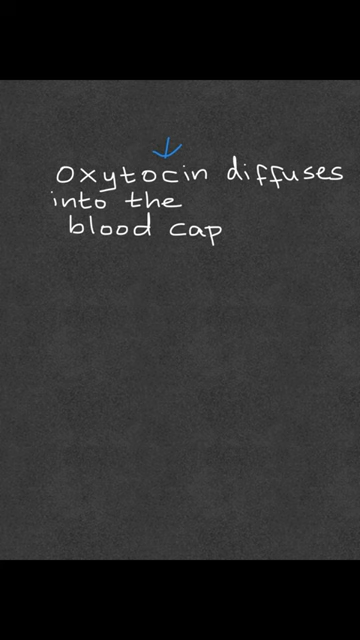 Oxytocin diffuses
into the
blood cap